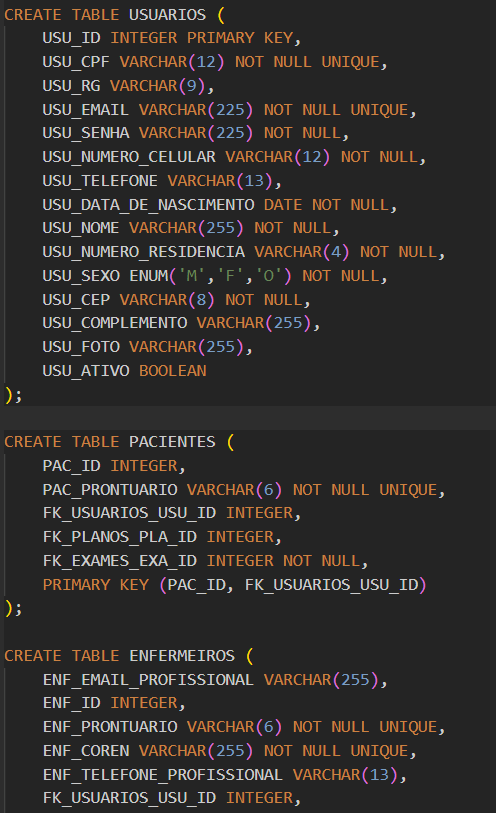 CREATE TABLE USUARIOS (
    USU_ID INTEGER PRIMARY KEY,
    USU_CPF VARCHAR(12) NOT NULL UNIQUE,
    USU_RG VARCHAR(9),
    USU_EMAIL VARCHAR(225) NOT NULL UNIQUE,
    USU_SENHA VARCHAR(225) NOT NULL,
    USU_NUMERO_CELULAR VARCHAR(12) NOT NULL,
    USU_TELEFONE VARCHAR(13),
    USU_DATA_DE_NASCIMENTO DATE NOT NULL,
    USU_NOME VARCHAR(255) NOT NULL,
    USU_NUMERO_RESIDENCIA VARCHAR(4) NOT NULL,
    USU_SEXO ENUM('M','F','O') NOT NULL,
    USU_CEP VARCHAR(8) NOT NULL,
    USU_COMPLEMENTO VARCHAR(255),
    USU_FOTO VARCHAR(255),
    USU_ATIVO BOOLEAN
);
CREATE TABLE PACIENTES (
    PAC_ID INTEGER,
    PAC_PRONTUARIO VARCHAR(6) NOT NULL UNIQUE,
    FK_USUARIOS_USU_ID INTEGER,
    FK_PLANOS_PLA_ID INTEGER,
    FK_EXAMES_EXA_ID INTEGER NOT NULL,
    PRIMARY KEY (PAC_ID, FK_USUARIOS_USU_ID)
);
CREATE TABLE ENFERMEIROS (
    ENF_EMAIL_PROFISSIONAL VARCHAR(255),
    ENF_ID INTEGER,
    ENF_PRONTUARIO VARCHAR(6) NOT NULL UNIQUE,
    ENF_COREN VARCHAR(255) NOT NULL UNIQUE,
    ENF_TELEFONE_PROFISSIONAL VARCHAR(13),
    FK_USUARIOS_USU_ID INTEGER,